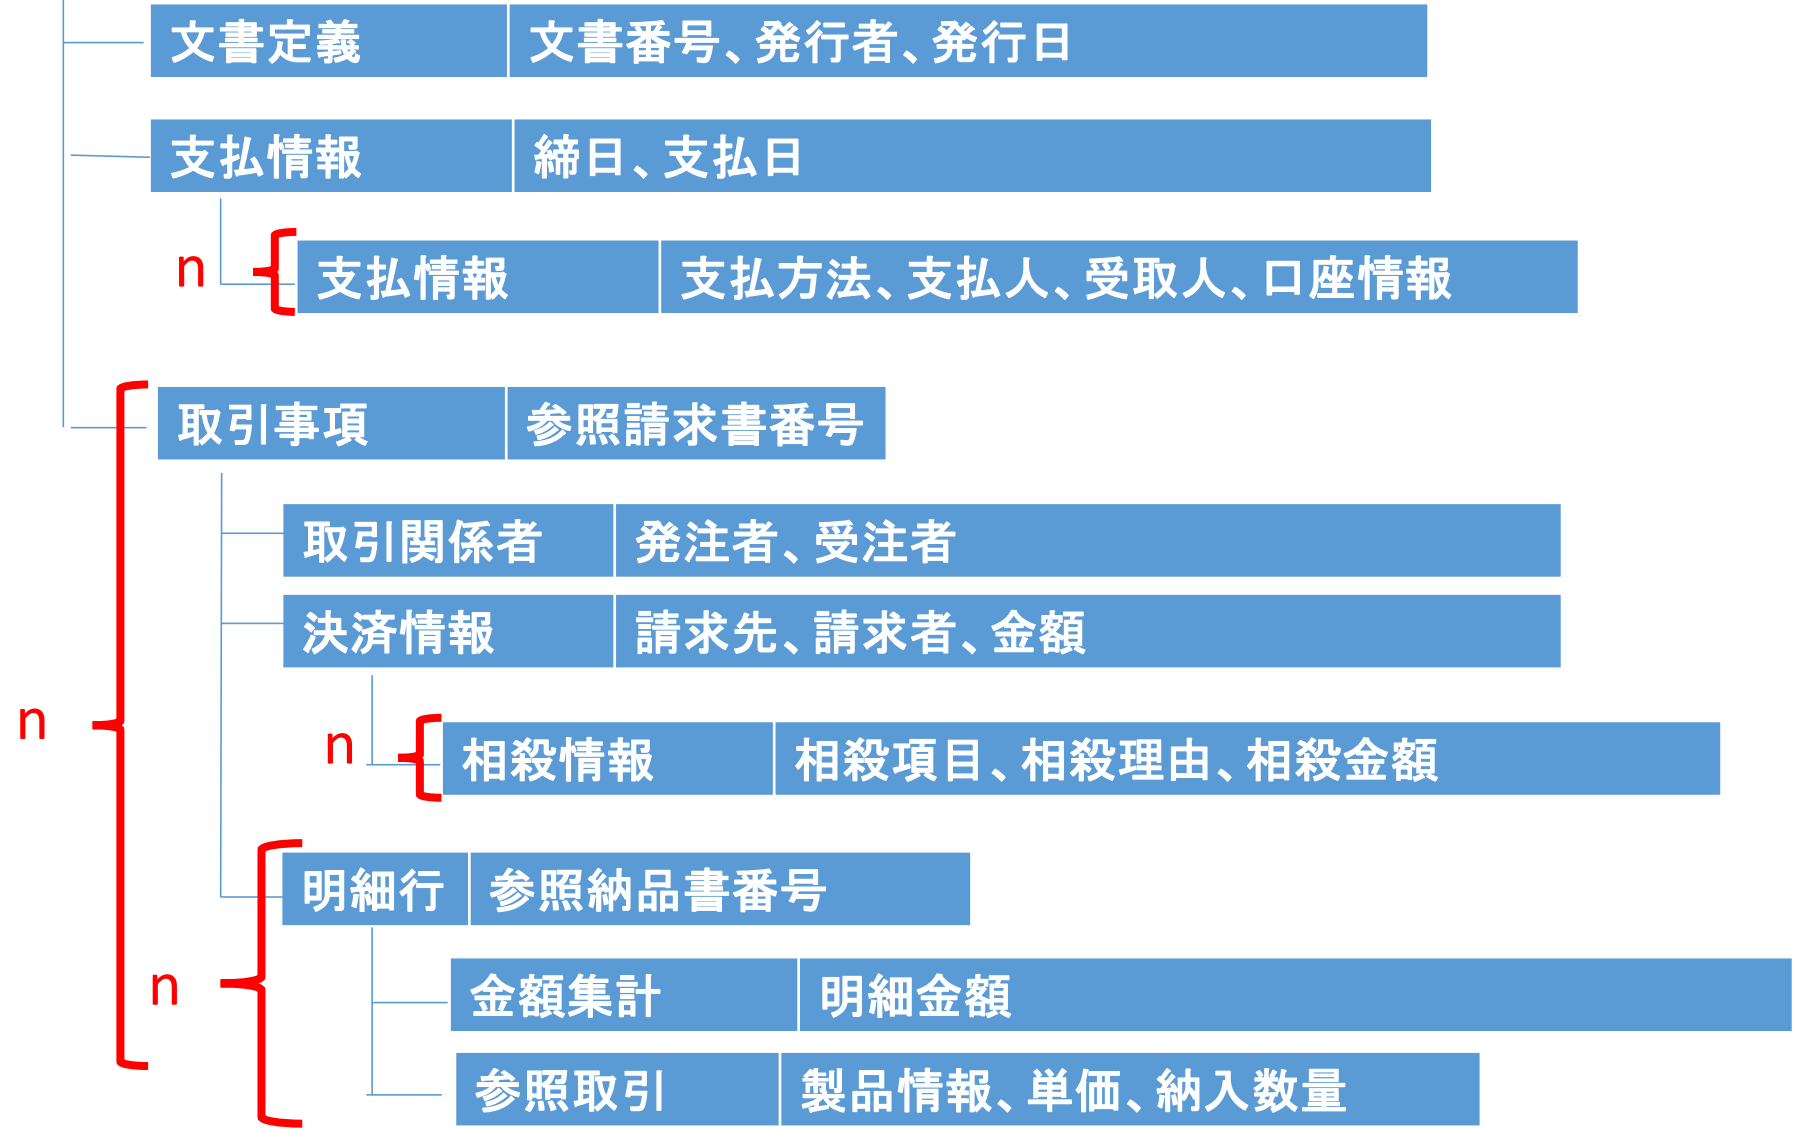 文書定義 文書番号、発行者、発行日
支払情報 締日、支払日
n 支払情報 支払方法、支払人、受取人、口座情報
取引事項 参照請求書番号
取引関係者 発注者、受注者
決済情報 請求先、請求者、金額
n
n 相殺情報 相殺項目、相殺理由、相殺金額
明細行 参照納品書番号
n
金額集計 明細金額
参照取引 製品情報、単価、納入数量